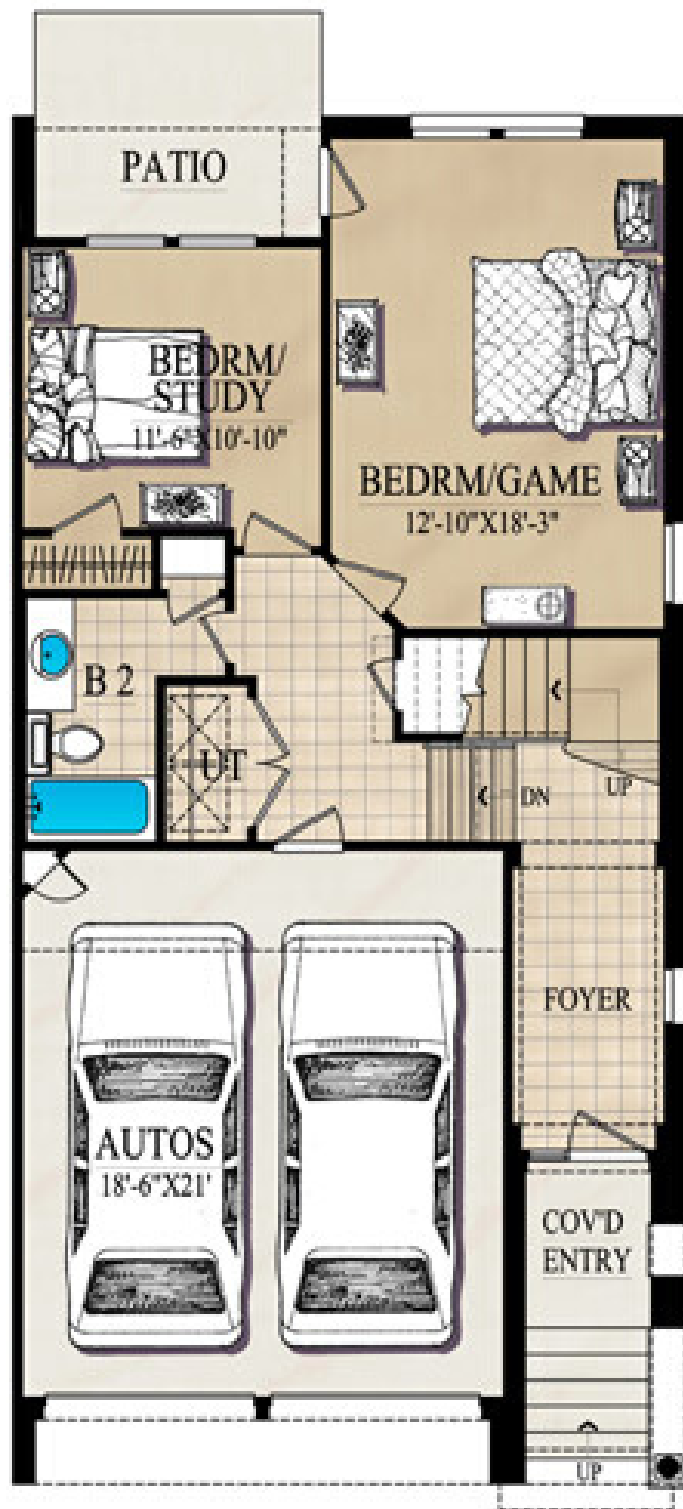 PATIO
BEDRM/
STUDY
11'-6"X10'-10"
BEDRM/GAME
12'-10"X18'-3"
B 2
UT
UP
DN
FOYER
AUTOS
18'-6"X21'
COV'D
ENTRY
UP